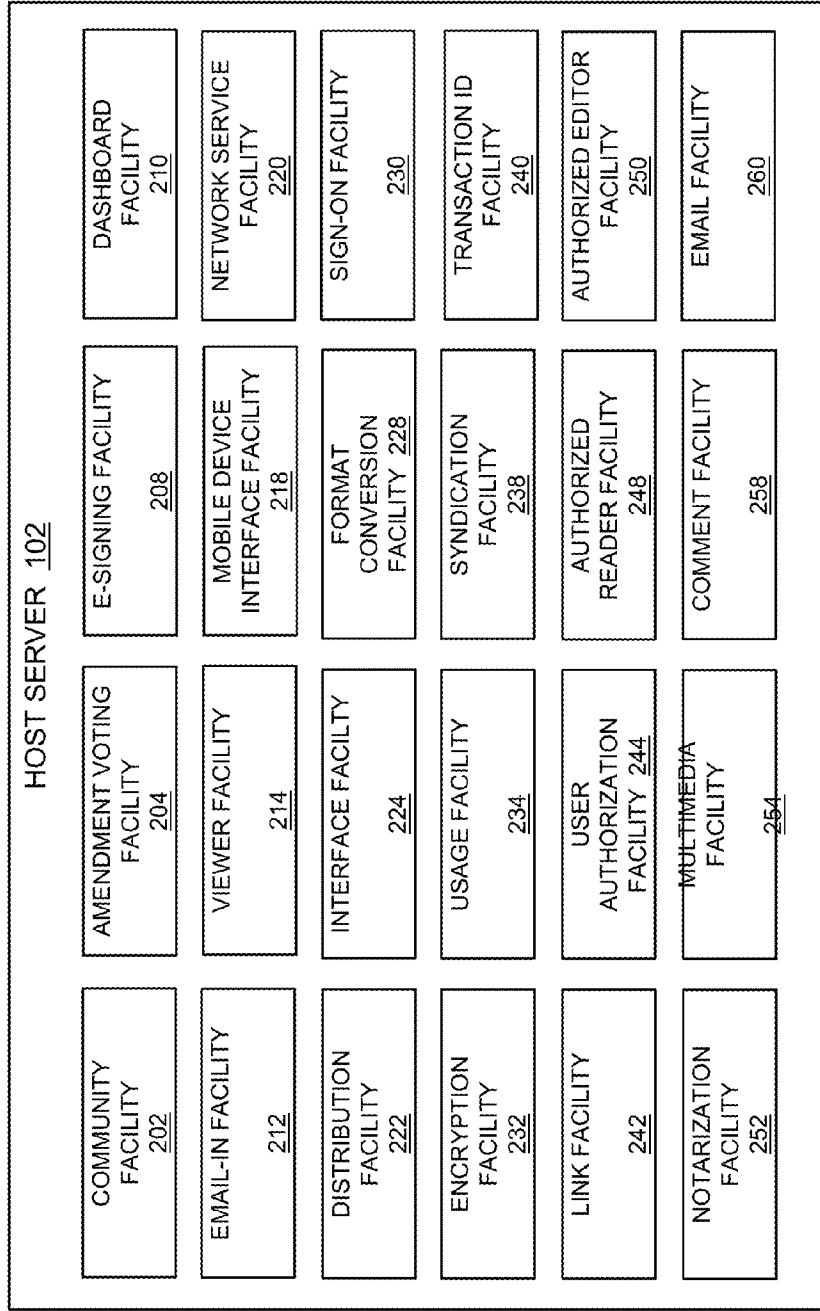 HOST SERVER 102
COMMUNITY
FACILITY
202
AMENDMENT VOTING
FACILITY
204
E-SIGNING FACILITY
208
DASHBOARD
FACILITY
210
EMAIL-IN FACILITY
212
VIEWER FACILITY
214
MOBILE DEVICE
INTERFACE FACILITY
218
NETWORK SERVICE
FACILITY
220
DISTRIBUTION
FACILITY
222
INTERFACE FACILTY
224
FORMAT
CONVERSION
FACILITY 228
SIGN-ON FACILITY
230
ENCRYPTION
FACILITY
232
USAGE FACILITY
234
SYNDICATION
FACILITY
238
TRANSACTION ID
FACILITY
240
LINK FACILITY
242
USER
AUTHORIZATION
FACILITY 244
AUTHORIZED
READER FACILITY
248
AUTHORIZED EDITOR
FACILITY
250
NOTARIZATION
FACILITY
252
MULTIMEDIA
FACILITY
254
COMMENT FACILITY
258
EMAIL FACILITY
260